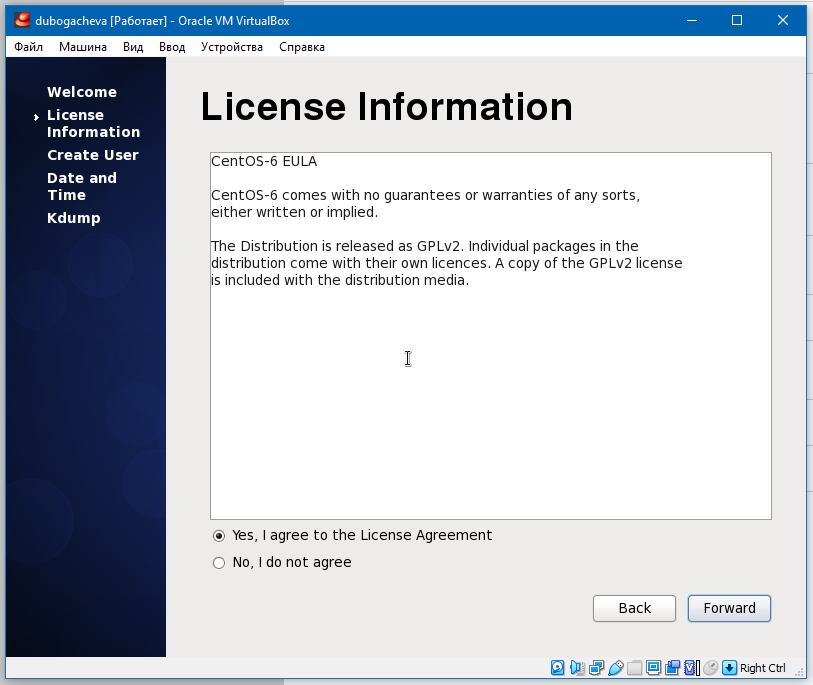 dubogacheva [Работает] - Oracle VM VirtualBox
Файл Машина Вид Ввод Устройства Справка
Welcome
License
Information
Create User
Date and
Time
Kdump
License Information
CentOS-6 EULA
CentOS-6 comes with no guarantees or warranties of any sorts,
either written or implied.
The Distribution is released as GPLv2. Individual packages in the
distribution come with their own licences. A copy of the GPLv2 license
is included with the distribution media.
Yes, I agree to the License Agreement
No, I do not agree
Back Forward
Right Ctrl